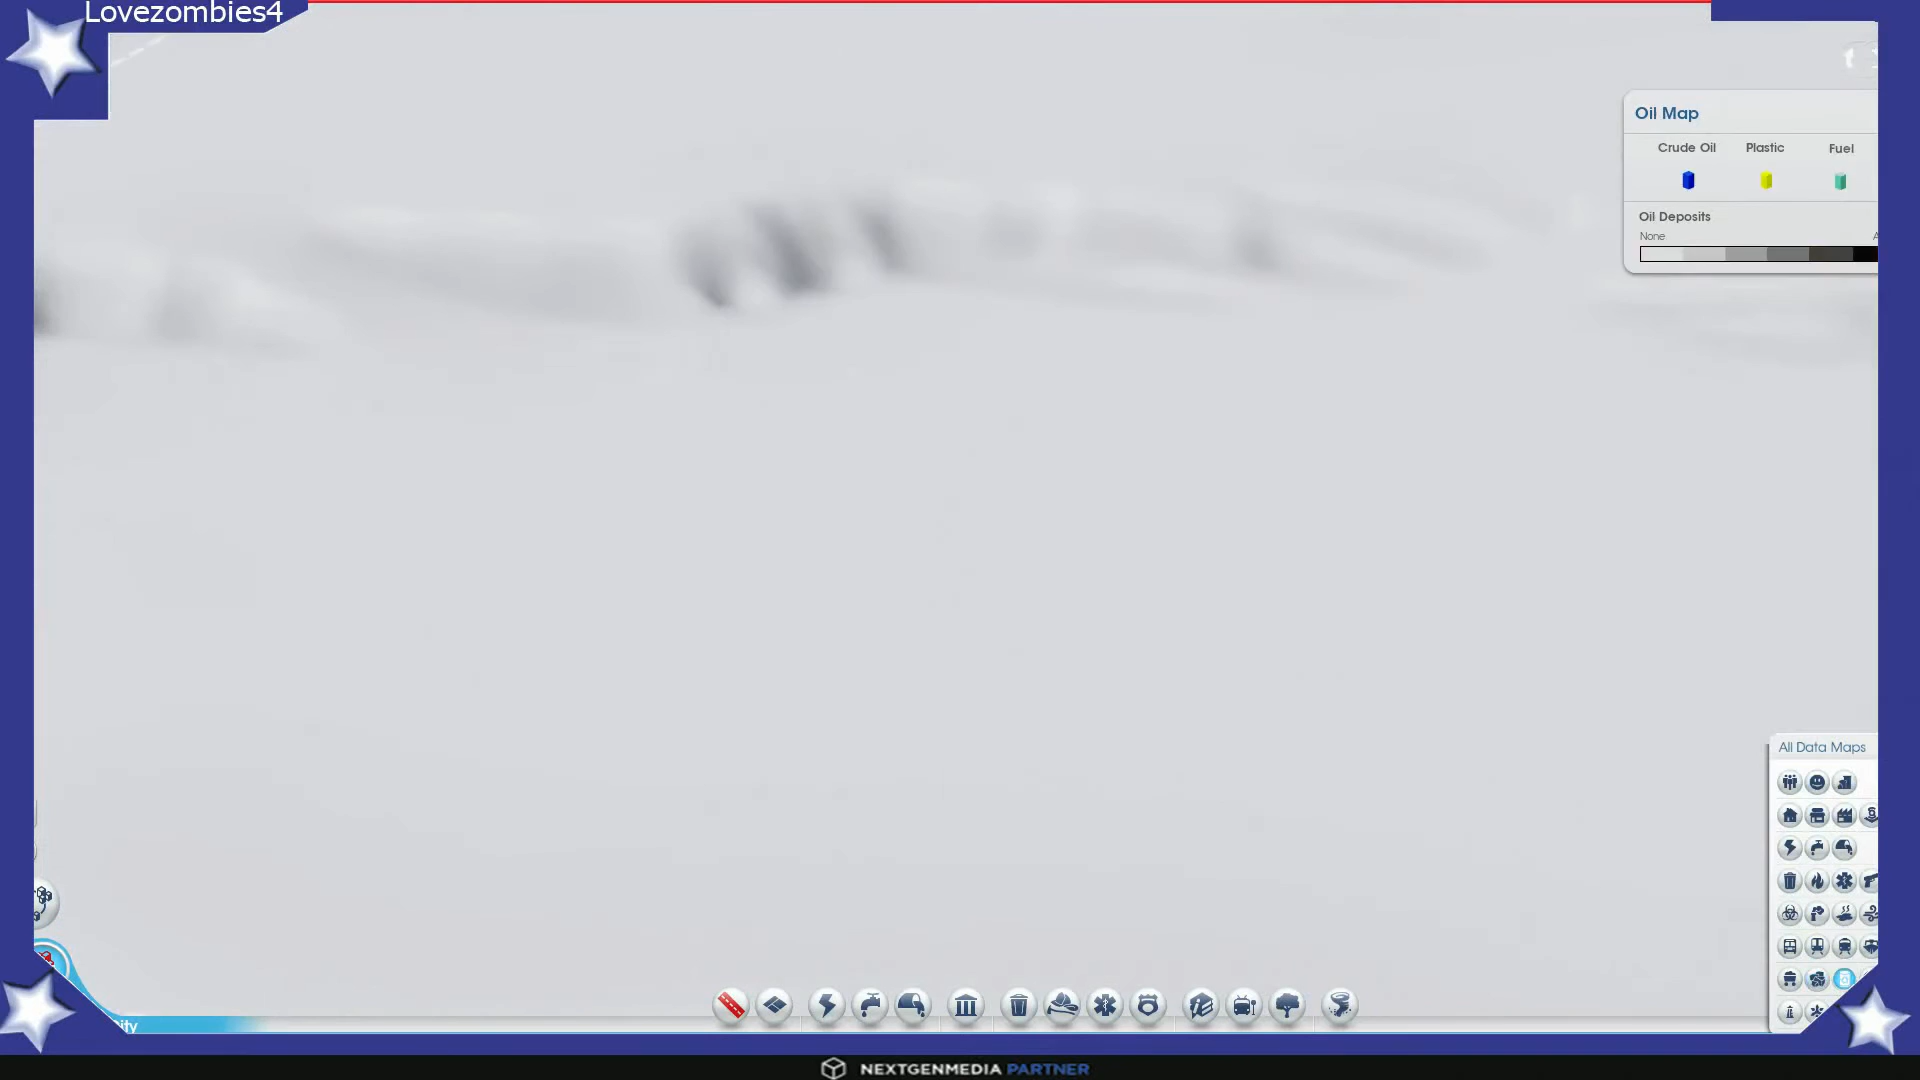 Lovezombies4
Oil Map
Crude Oil
Plastic
Fuel
Oil Deposits
None
All Data Maps
NEXTGENMEDIA PARTNER